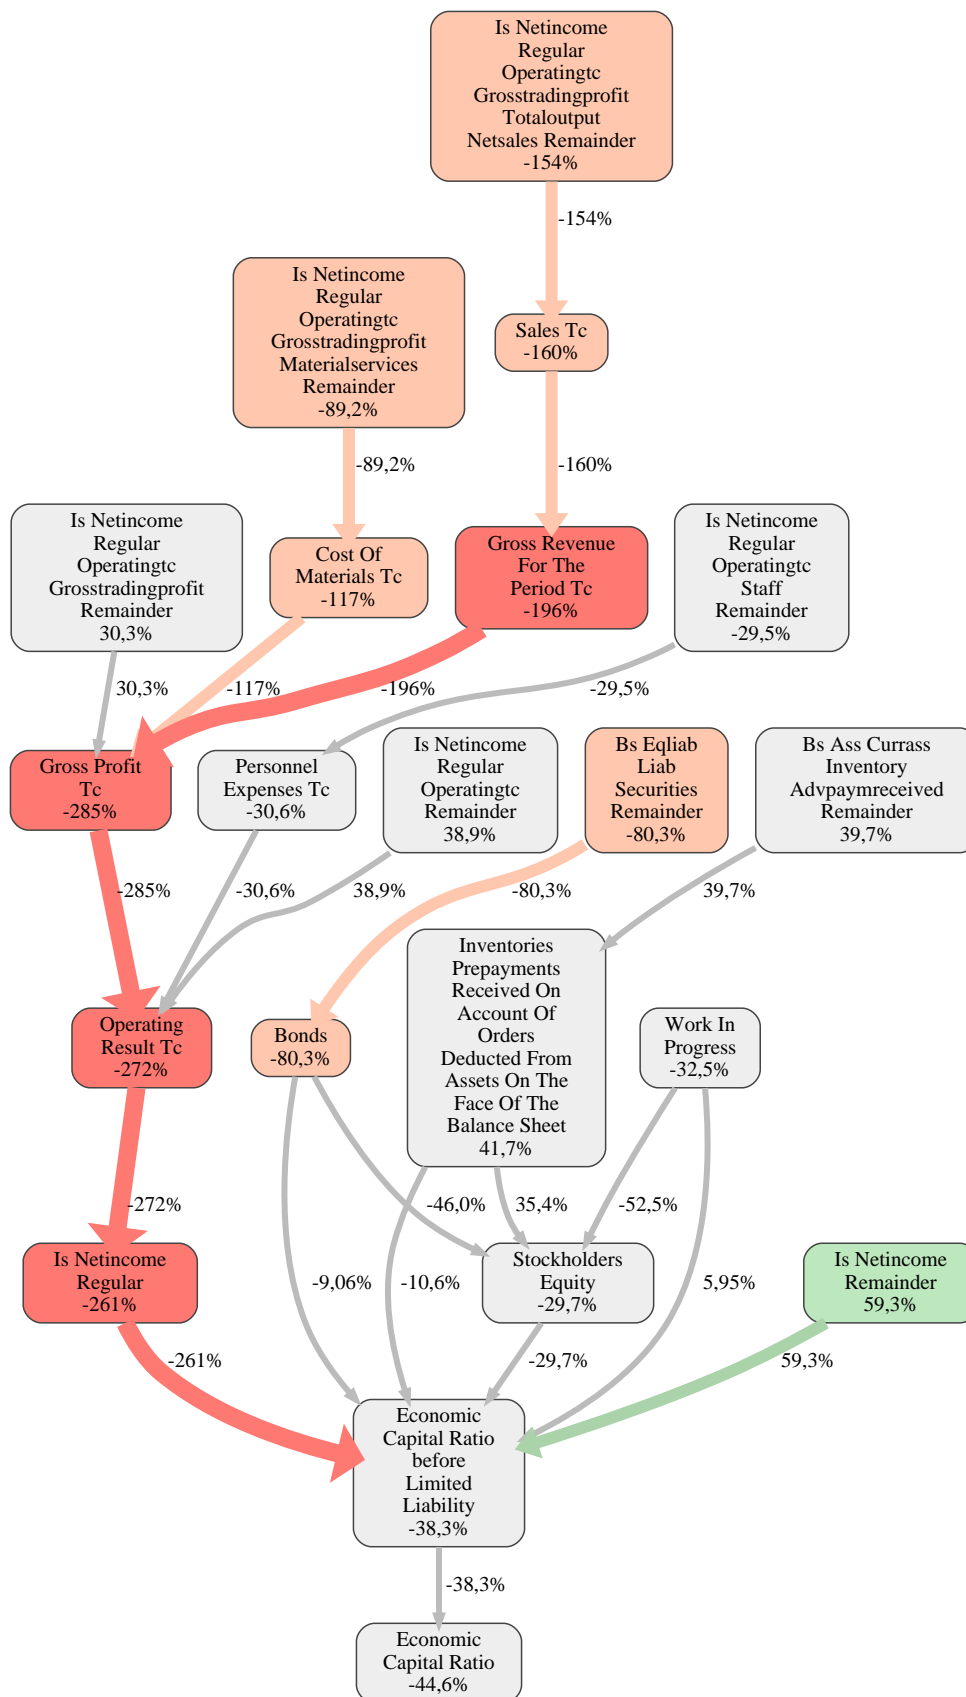 Is Netincome
Regular
Operatingtc
Grosstradingprofit
Totaloutput
Netsales Remainder
-154%
-154%
Is Netincome
Regular
Operatingtc
Grosstradingprofit
Materialservices
Remainder
-89,2%
Sales Tc
-160%
-89,2%
-160%
Is Netincome
Regular
Operatingtc
Grosstradingprofit
Remainder
30,3%
Cost Of
Materials Tc
-117%
Gross Revenue
For The
Period Tc
-196%
Is Netincome
Regular
Operatingtc
Staff
Remainder
-29,5%
30,3%
-117%
-196%
-29,5%
Gross Profit
Tc
-285%
Personnel
Expenses Tc
-30,6%
Is Netincome
Regular
Operatingtc
Remainder
38,9%
Bs Eqliab
Liab
Securities
Remainder
-80,3%
Bs Ass Currass
Inventory
Advpaymreceived
Remainder
39,7%
-285%
-30,6%
38,9%
-80,3%
39,7%
Operating
Result Tc
-272%
Bonds
-80,3%
Inventories
Prepayments
Received On
Account Of
Orders
Deducted From
Assets On The
Face Of The
Balance Sheet
41,7%
Work In
Progress
-32,5%
-272%
-46,0%
35,4%
-52,5%
Is Netincome
Regular
-261%
-9,06%
-10,6%
Stockholders
Equity
-29,7%
5,95%
Is Netincome
Remainder
59,3%
-261%
-29,7%
59,3%
Economic
Capital Ratio
before
Limited
Liability
-38,3%
-38,3%
Economic
Capital Ratio
-44,6%